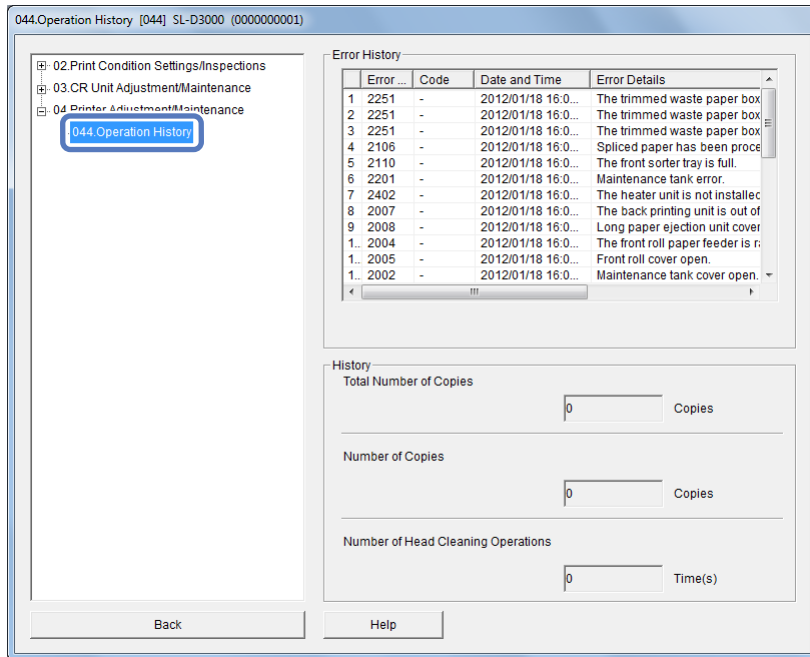 044.Operation History [044] SL-D3000 (0000000001)
02.Print Condition Settings/Inspections
03.CR Unit Adjustment/Maintenance
04.Printer Adjustment/Maintenance
044.Operation History
Error History
Error ... Code Date and Time Error Details
1 2251 - 2012/01/18 16:0... The trimmed waste paper box
2 2251 - 2012/01/18 16:0... The trimmed waste paper box
3 2251 - 2012/01/18 16:0... The trimmed waste paper box
4 2106 - 2012/01/18 16:0... Spliced paper has been proce
5 2110 - 2012/01/18 16:0... The front sorter tray is full.
6 2201 - 2012/01/18 16:0... Maintenance tank error.
7 2402 - 2012/01/18 16:0... The heater unit is not installec
8 2007 - 2012/01/18 16:0... The back printing unit is out of
9 2008 - 2012/01/18 16:0... Long paper ejection unit cover
1.. 2004 - 2012/01/18 16:0... The front roll paper feeder is
1.. 2005 - 2012/01/18 16:0... Front roll cover open.
1.. 2002 - 2012/01/18 16:0... Maintenance tank cover open.
History
Total Number of Copies
0 Copies
Number of Copies
0 Copies
Number of Head Cleaning Operations
0 Time(s)
Back
Help